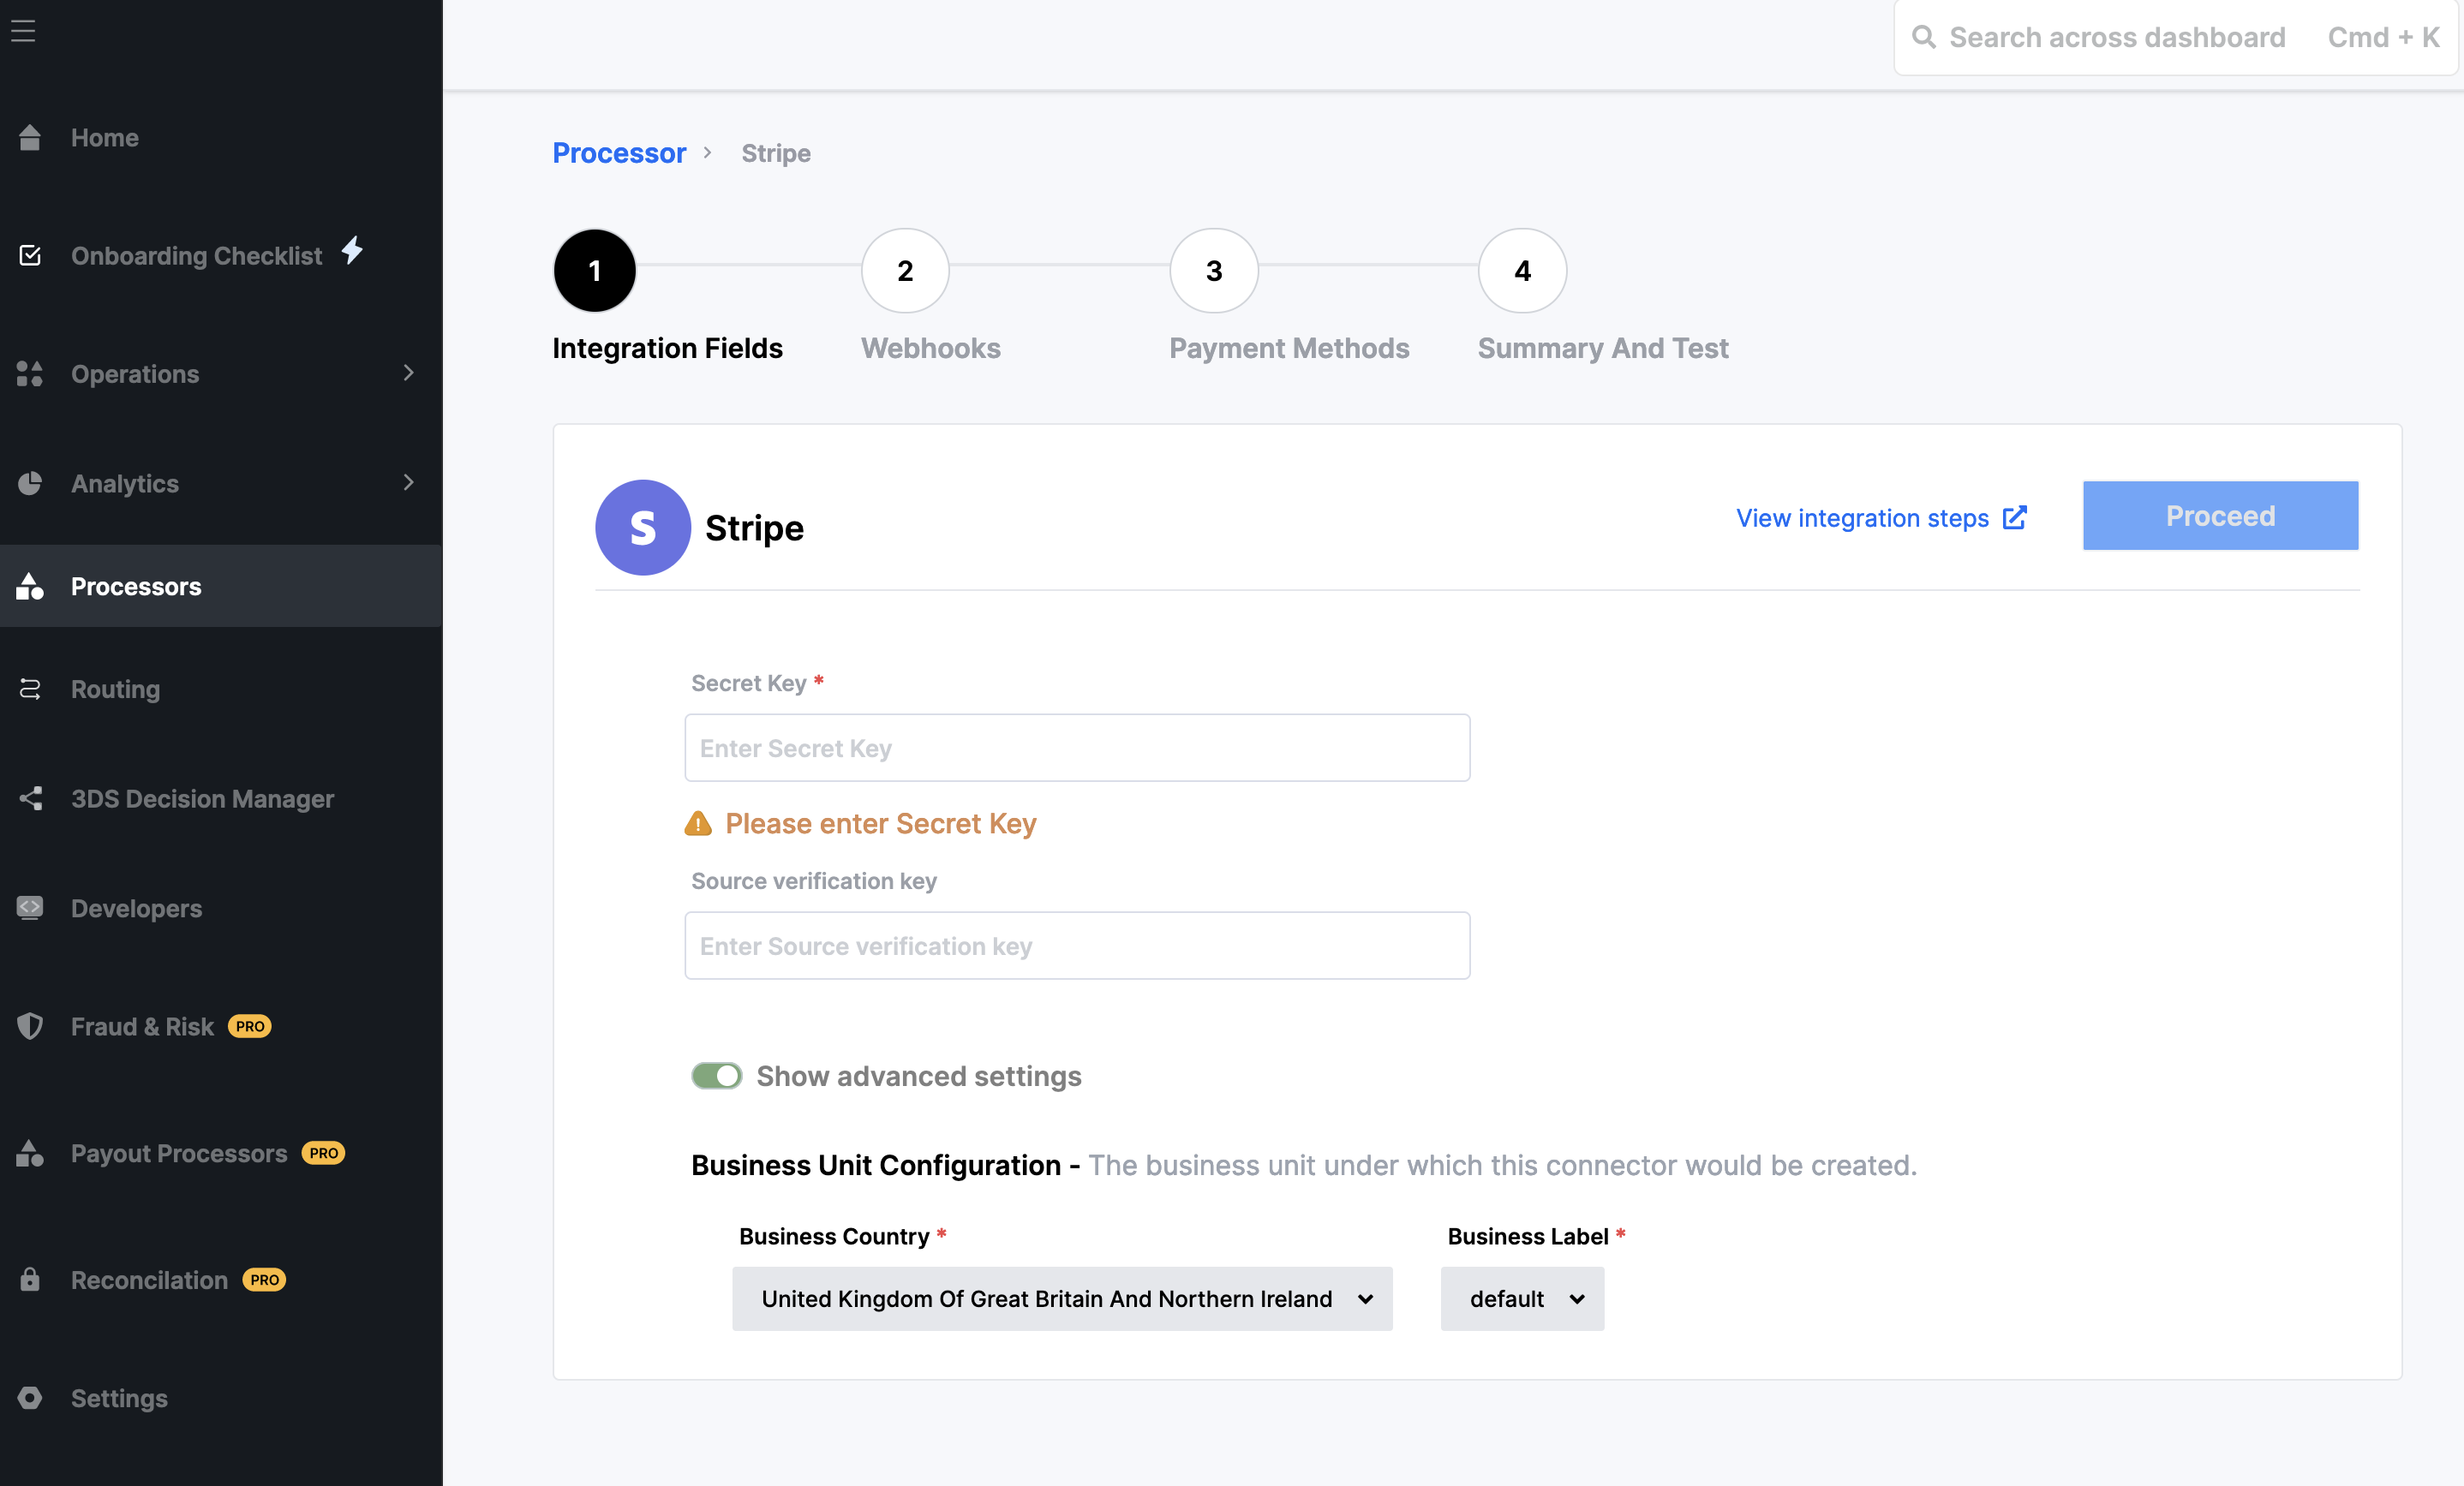 Search across dashboard Cmd + K
Home
Onboarding Checklist
Operations
Analytics
Processors
Routing
3DS Decision Manager
Developers
Fraud & Risk PRO
Payout Processors PRO
Reconcilation PRO
Settings
Processor > Stripe
1 2 3 4
Integration Fields Webhooks Payment Methods Summary And Test
S Stripe View integration steps Proceed
Secret Key *
Enter Secret Key
Please enter Secret Key
Source verification key
Enter Source verification key
Show advanced settings
Business Unit Configuration - The business unit under which this connector would be created.
Business Country * Business Label *
United Kingdom Of Great Britain And Northern Ireland default